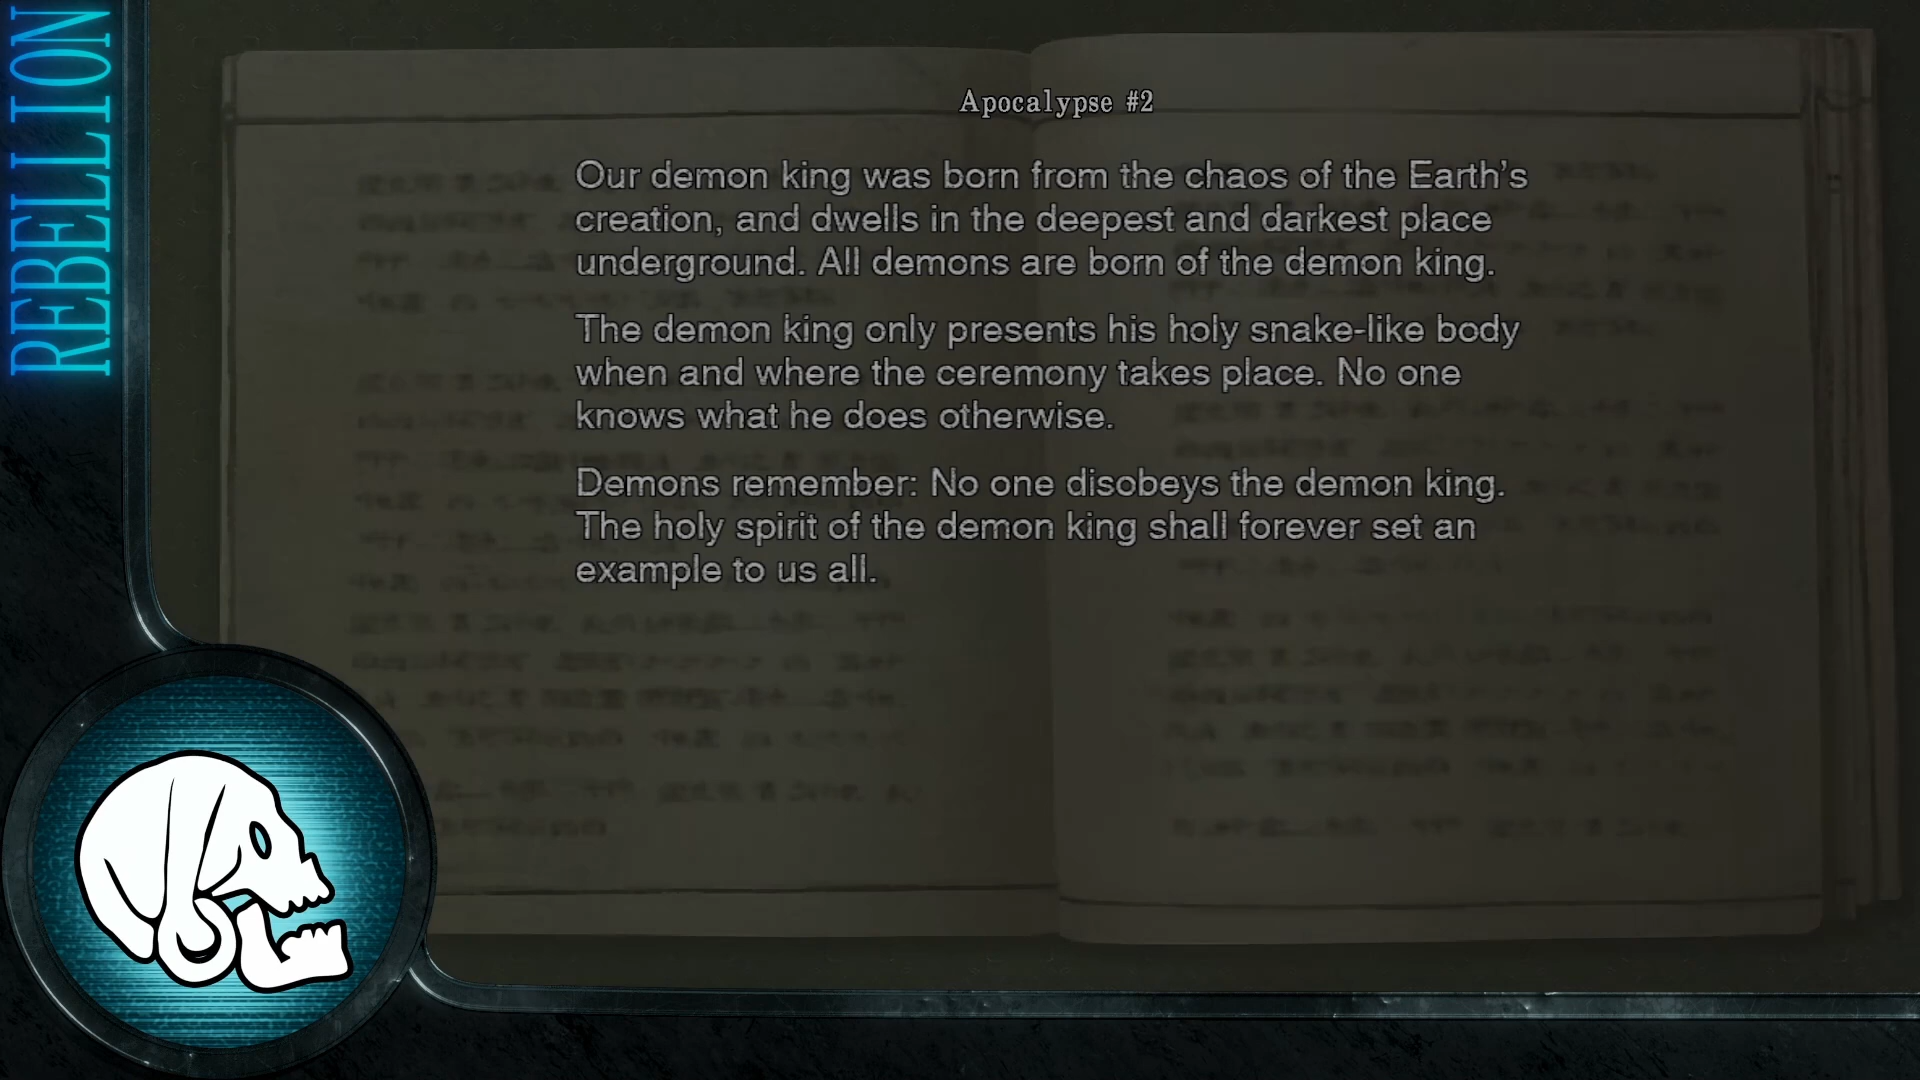 REBELLION
Apocalypse #2
Our demon king was born from the chaos of the Earth's
creation, and dwells in the deepest and darkest place
underground. All demons are born of the demon king.
The demon king only presents his holy snake-like body
when and where the ceremony takes place. No one
knows what he does otherwise.
Demons remember: No one disobeys the demon king.
The holy spirit of the demon king shall forever set an
example to us all.